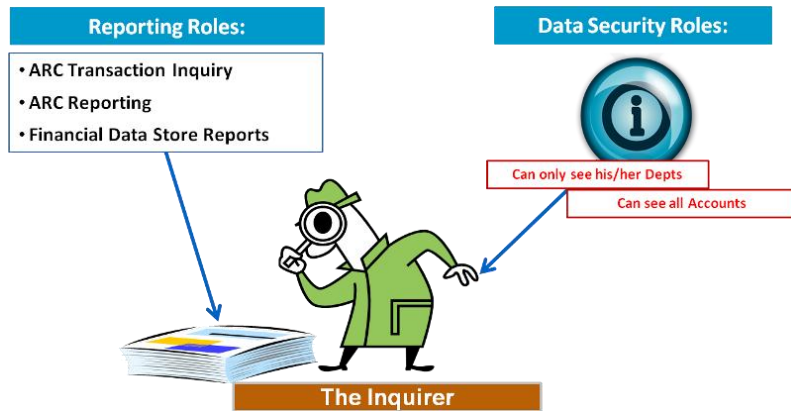 Reporting Roles:
• ARC Transaction Inquiry
• ARC Reporting
• Financial Data Store Reports
Data Security Roles:
i
Can only see his/her Depts
Can see all Accounts
The Inquirer